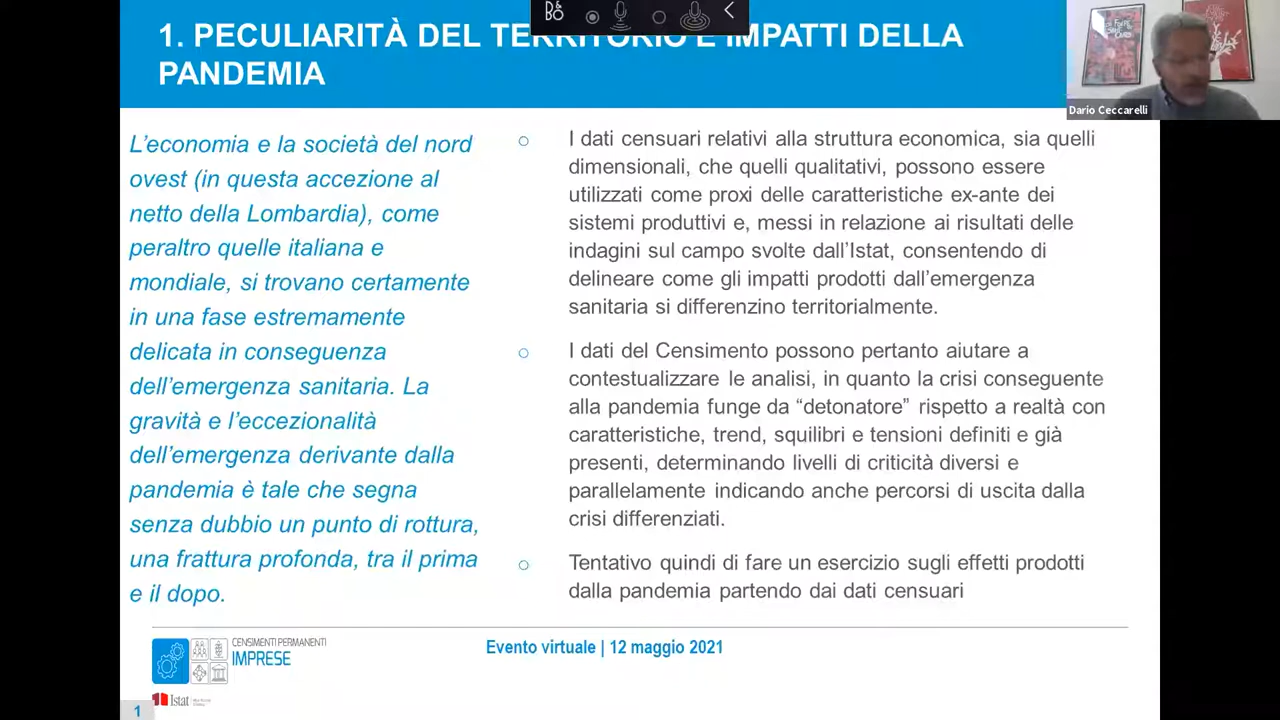 B&O
1. PECULIARITÀ DEL TERRITORIO E IMPATTI DELLA
PANDEMIA
Dario Ceccarelli
L’economia e la società del nord
ovest (in questa accezione al
netto della Lombardia), come
peraltro quelle italiana e
mondiale, si trovano certamente
in una fase estremamente
delicata in conseguenza
dell’emergenza sanitaria. La
gravità e l’eccezionalità
dell’emergenza derivante dalla
pandemia è tale che segna
senza dubbio un punto di rottura,
una frattura profonda, tra il prima
e il dopo.
I dati censuari relativi alla struttura economica, sia quelli
dimensionali, che quelli qualitativi, possono essere
utilizzati come proxi delle caratteristiche ex-ante dei
sistemi produttivi e, messi in relazione ai risultati delle
indagini sul campo svolte dall’Istat, consentendo di
delineare come gli impatti prodotti dall’emergenza
sanitaria si differenzino territorialmente.
I dati del Censimento possono pertanto aiutare a
contestualizzare le analisi, in quanto la crisi conseguente
alla pandemia funge da “detonatore” rispetto a realtà con
caratteristiche, trend, squilibri e tensioni definiti e già
presenti, determinando livelli di criticità diversi e
parallelamente indicando anche percorsi di uscita dalla
crisi differenziati.
Tentativo quindi di fare un esercizio sugli effetti prodotti
dalla pandemia partendo dai dati censuari
CENSIMENTI PERMANENTI
IMPRESE
Evento virtuale | 12 maggio 2021
Istat
1